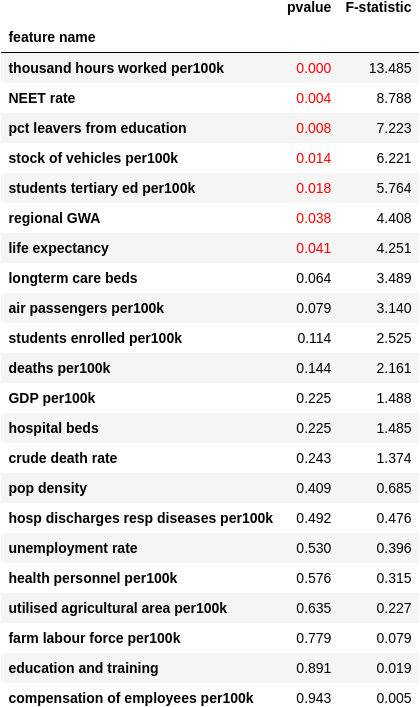 pvalue F-statistic
feature name
thousand hours worked per100k 0.000 13.485
NEET rate 0.004 8.788
pct leavers from education 0.008 7.223
stock of vehicles per100k 0.014 6.221
students tertiary ed per100k 0.018 5.764
regional GWA 0.038 4.408
life expectancy 0.041 4.251
longterm care beds 0.064 3.489
air passengers per100k 0.079 3.140
students enrolled per100k 0.114 2.525
deaths per100k 0.144 2.161
GDP per100k 0.225 1.488
hospital beds 0.225 1.485
crude death rate 0.243 1.374
pop density 0.409 0.685
hosp discharges resp diseases per100k 0.492 0.476
unemployment rate 0.530 0.396
health personnel per100k 0.576 0.315
utilised agricultural area per100k 0.635 0.227
farm labour force per100k 0.779 0.079
education and training 0.891 0.019
compensation of employees per100k 0.943 0.005